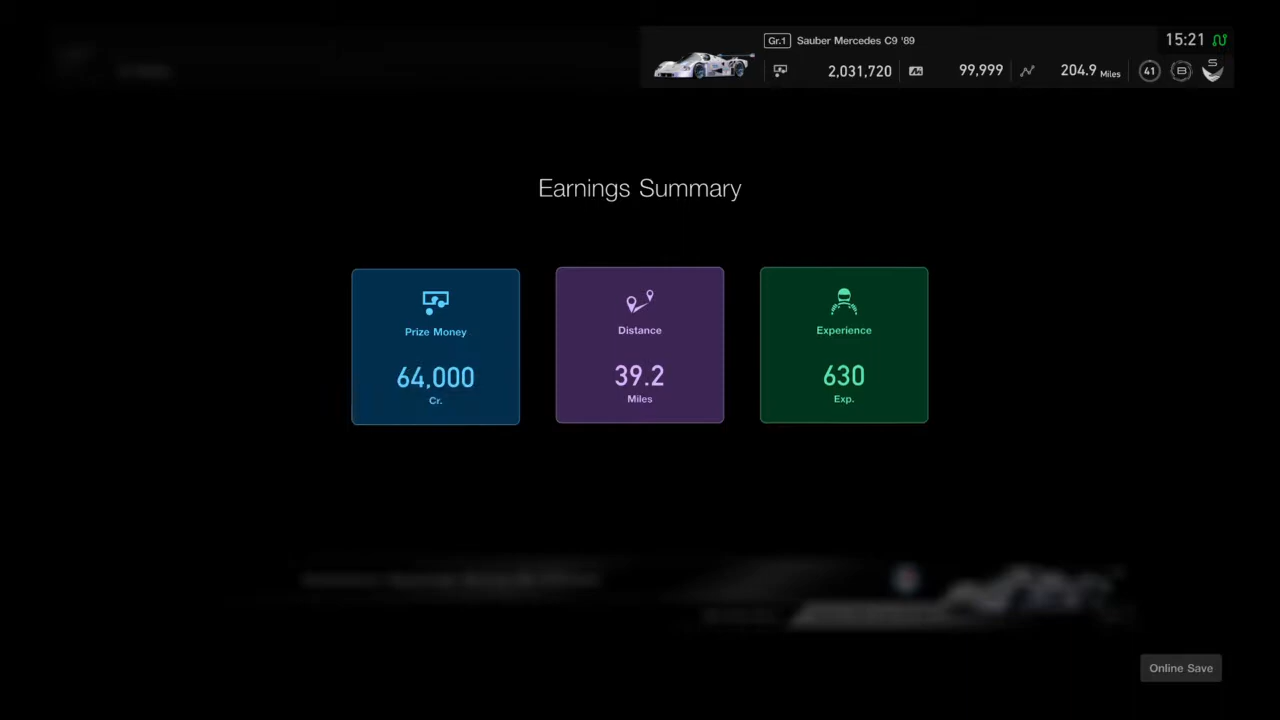 Gr.1 Sauber Mercedes C9 '89
15:21
2,031,720 99,999 204.9 Miles 41 B S
Earnings Summary
Prize Money
64,000
Cr.
Distance
39.2
Miles
Experience
630
Exp.
Online Save